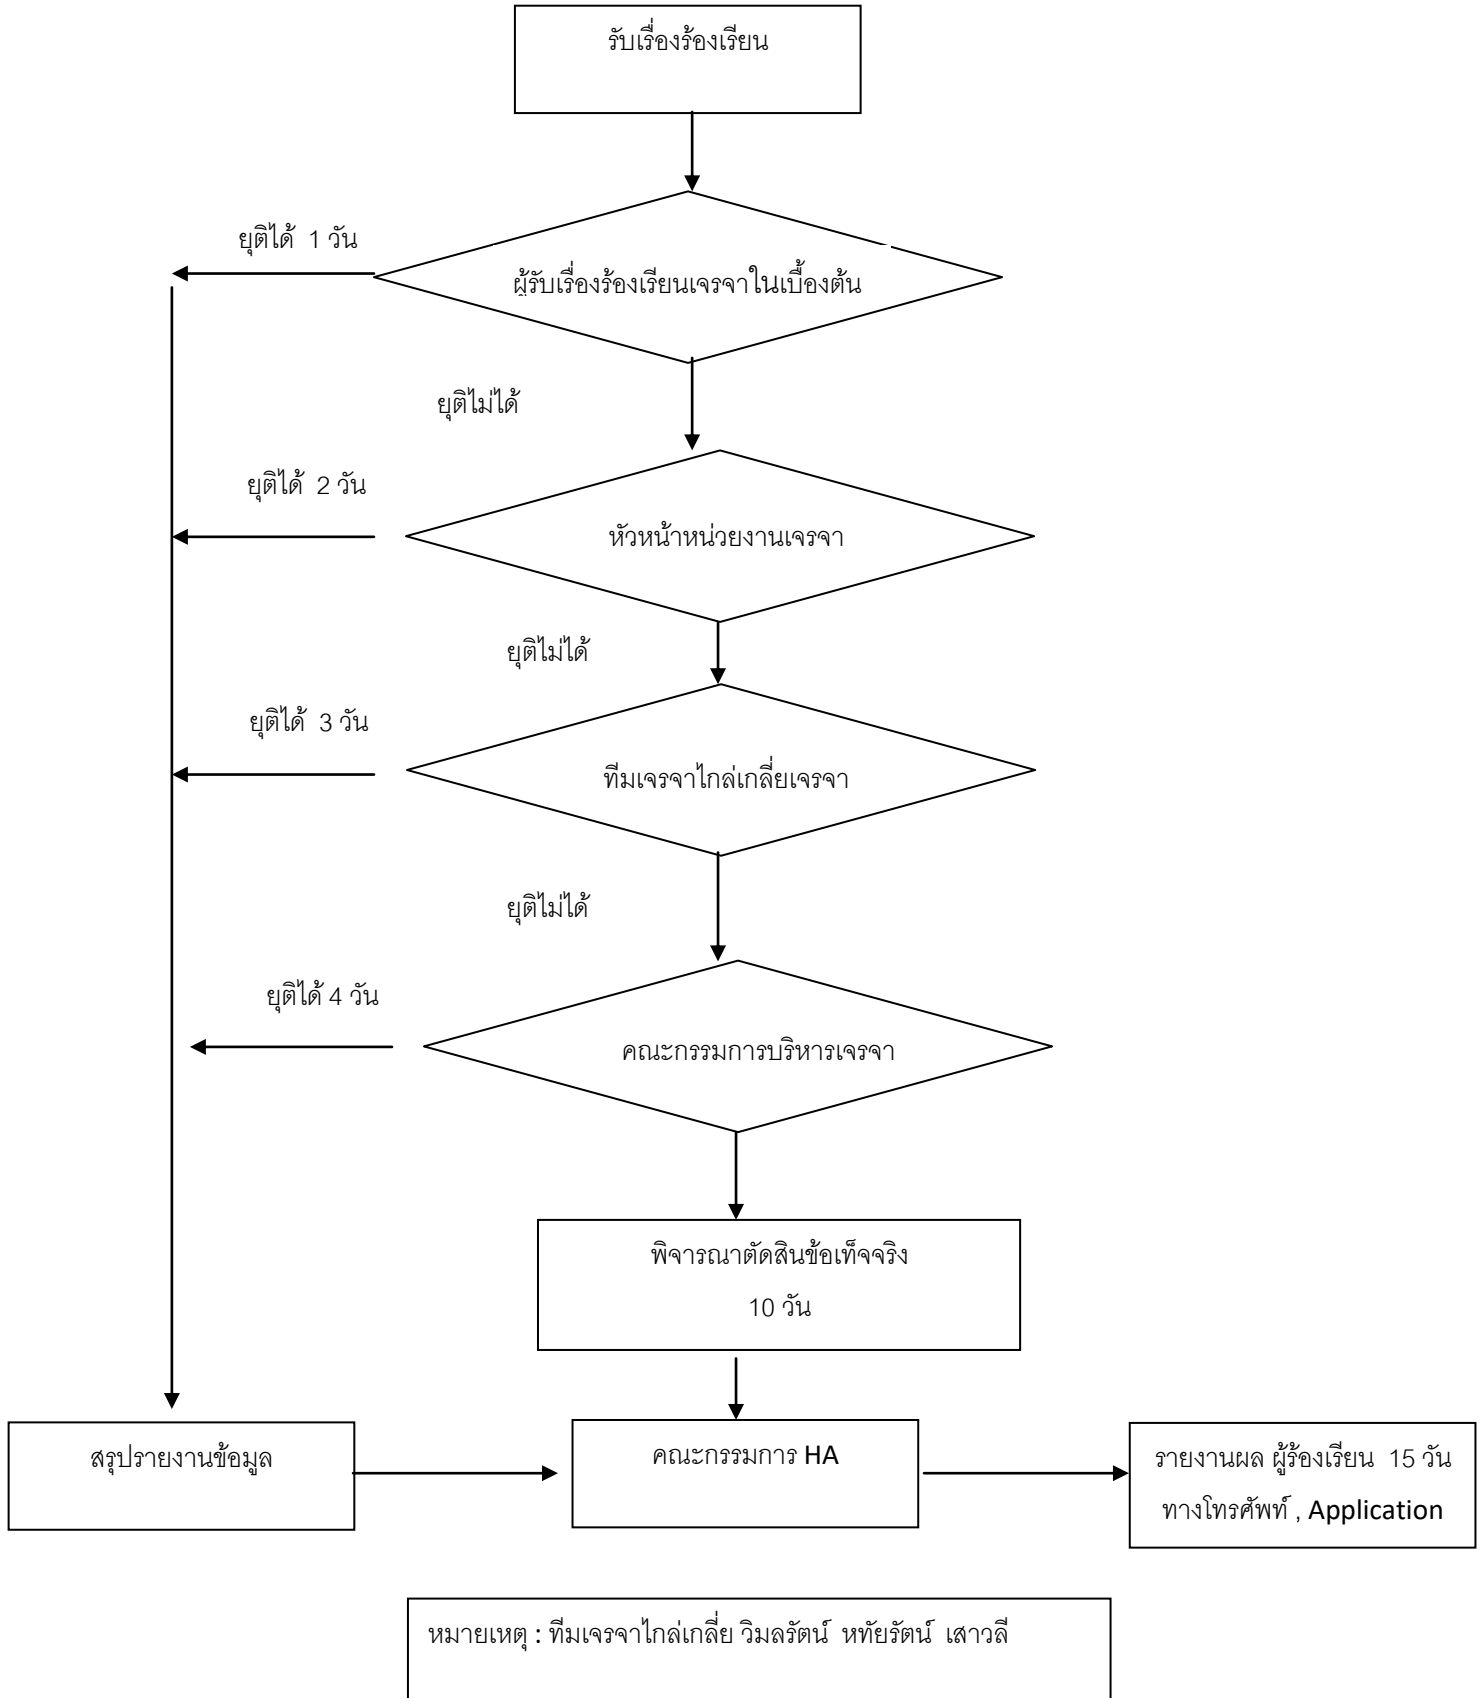 รับเรื่องร้องเรียน
ยุติได้ 1 วัน
ผู้รับเรื่องร้องเรียนเจรจาในเบื้องต้น
ยุติไม่ได้
ยุติได้ 2 วัน
หัวหน้าหน่วยงานเจรจา
ยุติไม่ได้
ยุติได้ 3 วัน
ทีมเจรจาไกล่เกลี่ยเจรจา
ยุติไม่ได้
ยุติได้ 4 วัน
คณะกรรมการบริหารเจรจา
พิจารณาตัดสินข้อเท็จจริง
10 วัน
สรุปรายงานข้อมูล
คณะกรรมการ HA
รายงานผล ผู้ร้องเรียน 15 วัน
ทางโทรศัพท์ , Application
หมายเหตุ : ทีมเจรจาไกล่เกลี่ย วิมลรัตน์ หทัยรัตน์ เสาวลี